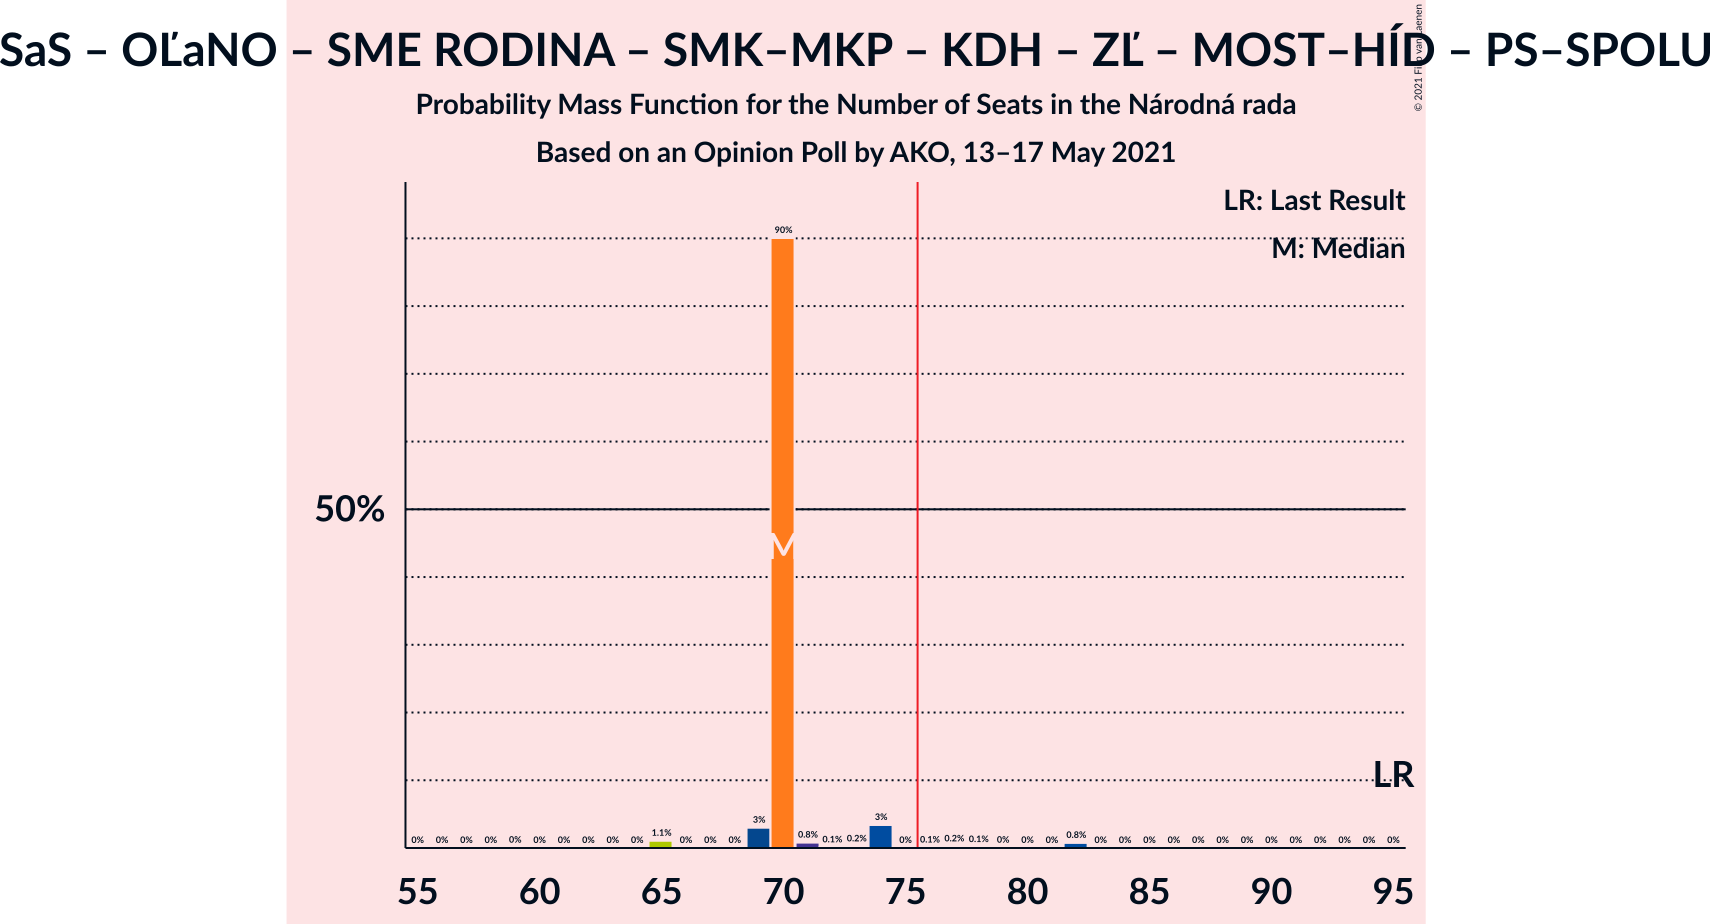 SaS – OĽaNO – SME RODINA – SMK–MKP – KDH – ZĽ – MOST–HÍD – PS–SPOLU
Probability Mass Function for the Number of Seats in the Národná rada
Based on an Opinion Poll by AKO, 13–17 May 2021
© 2021 Filip van Laenen
LR: Last Result
M: Median
90%
50%
M
LR
0% 0% 0% 0% 0% 0% 0% 0% 0% 0% 1.1% 0% 0% 0% 3% 0.8% 0.1% 0.2% 3% 0% 0.1% 0.2% 0.1% 0% 0% 0% 0.8% 0% 0% 0% 0% 0% 0% 0% 0% 0% 0% 0% 0% 0%
55 60 65 70 75 80 85 90 95